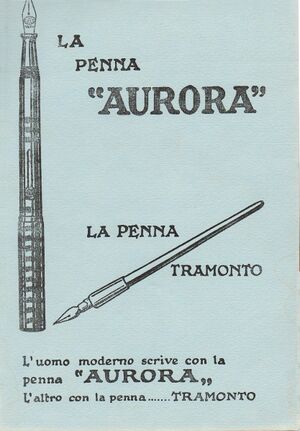 LA
PENNA
"AURORA"
LA PENNA
TRAMONTO
L'uomo moderno scrive con la
penna "AURORA„
L'altro con la penna.......TRAMONTO